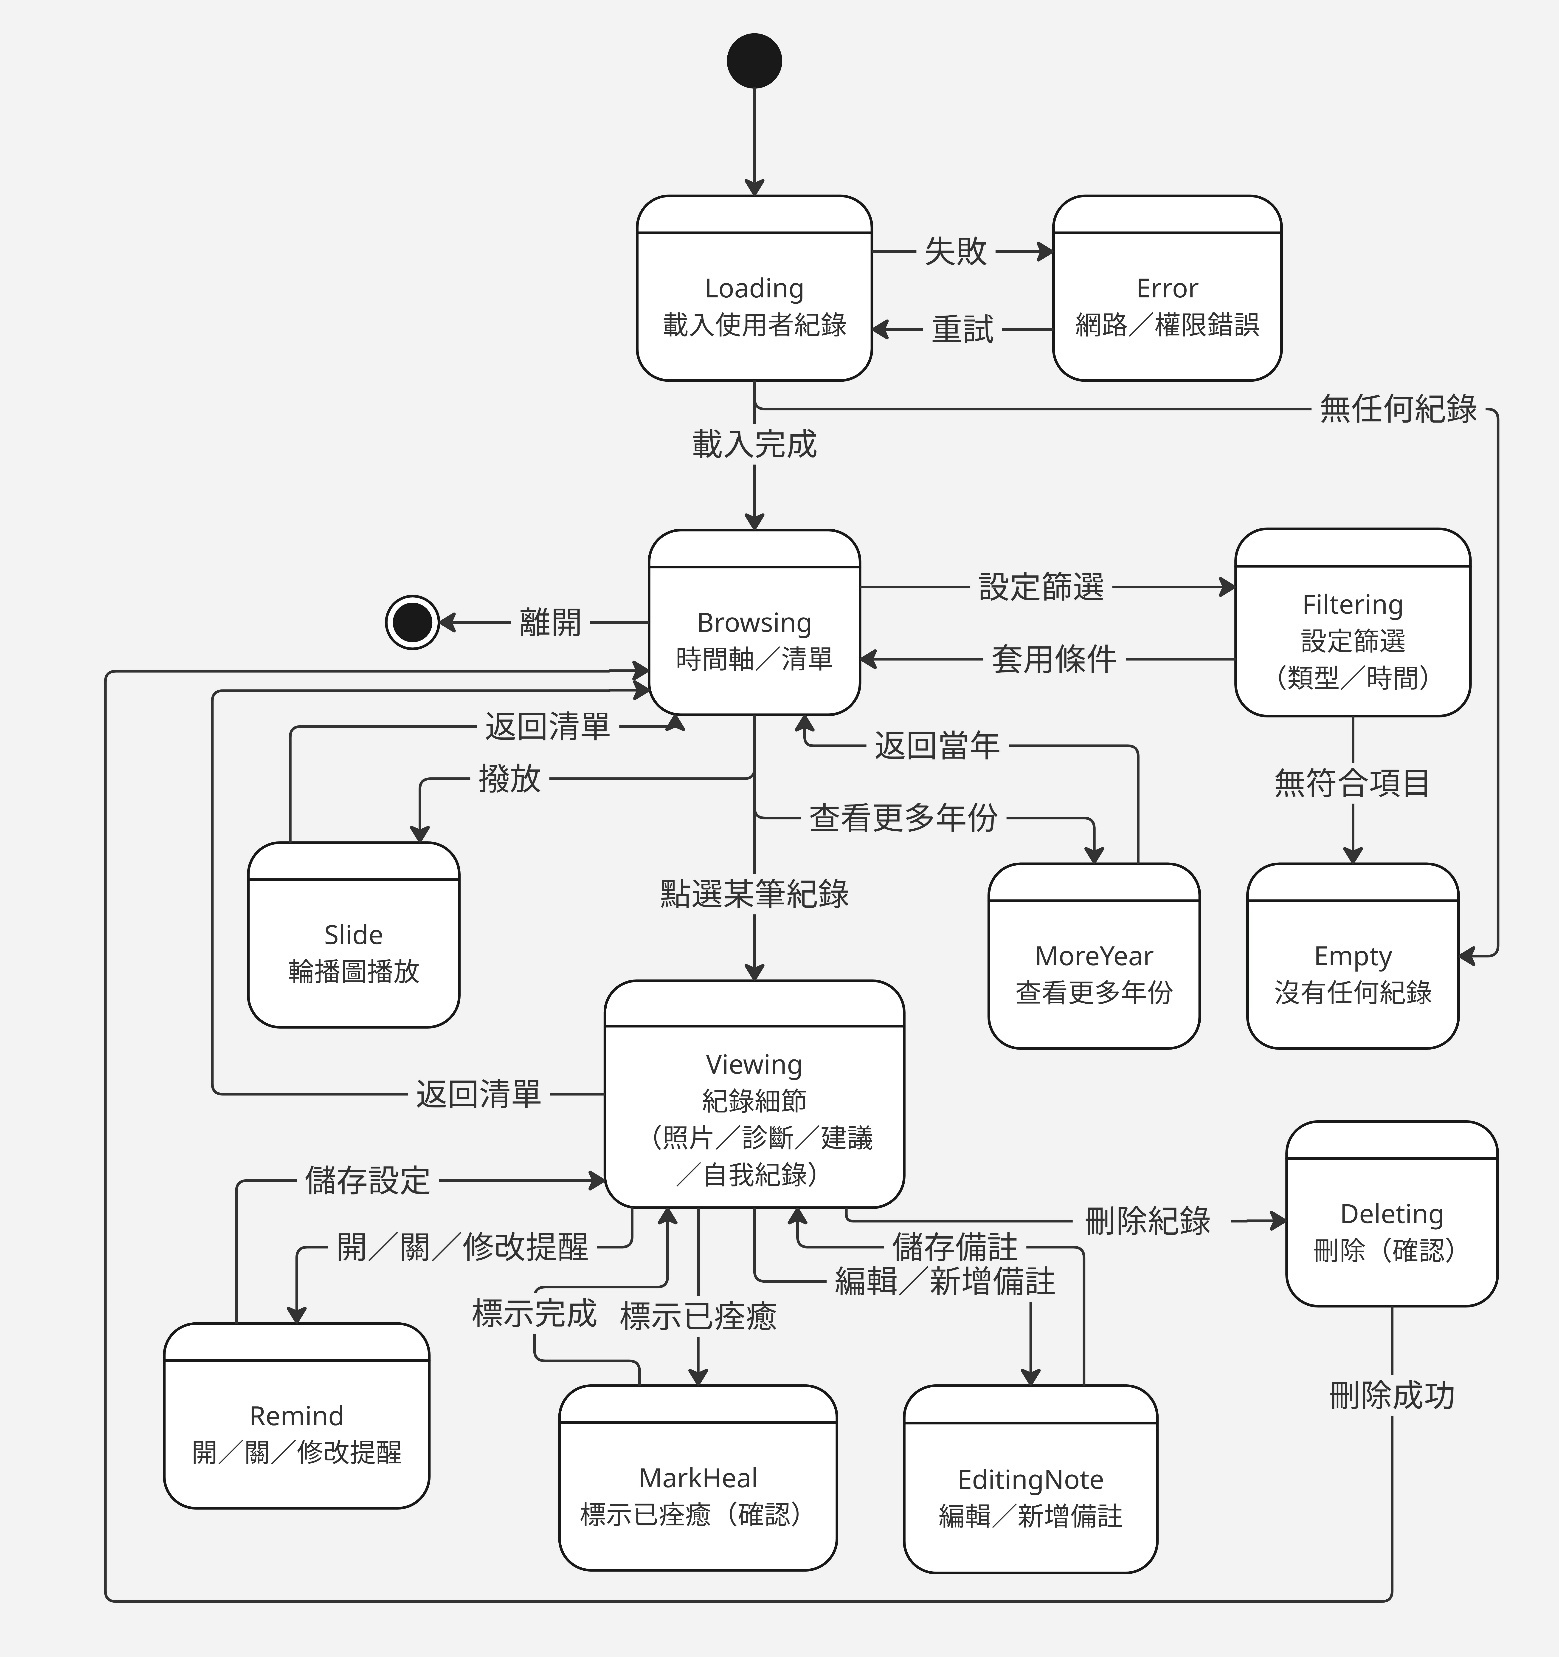 失敗
Loading
載入使用者紀錄
Error
網路／權限錯誤
重試
無任何紀錄
載入完成
Browsing
時間軸／清單
設定篩選
Filtering
設定篩選
（類型／時間）
離開
套用條件
返回清單
返回當年
撥放
無符合項目
查看更多年份
點選某筆紀錄
Slide
輪播圖播放
MoreYear
查看更多年份
Empty
沒有任何紀錄
Viewing
紀錄細節
（照片／診斷／建議
／自我紀錄）
返回清單
儲存設定
刪除紀錄
Deleting
刪除（確認）
開／關／修改提醒
儲存備註
編輯／新增備註
標示完成
標示已痊癒
刪除成功
Remind
開／關／修改提醒
MarkHeal
標示已痊癒（確認）
EditingNote
編輯／新增備註